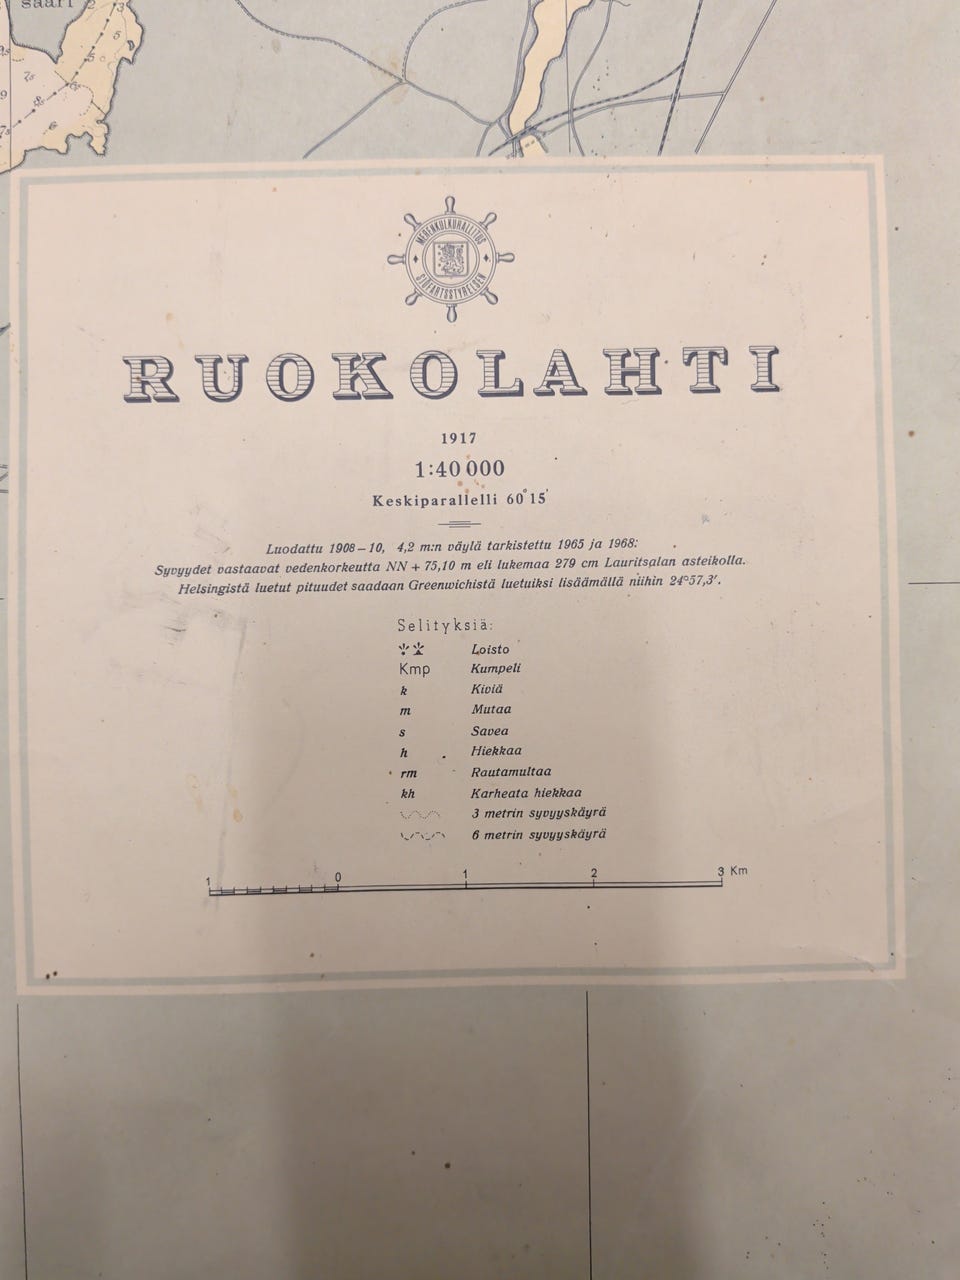 saari
MERENKULKUHALLITUS
SJÖFARTSSTYRELSEN
RUOKOLAHTI
1917
1:40 000
Keskiparallelli 60°15'
Luodattu 1908–10, 4,2 m:n väylä tarkistettu 1965 ja 1968:
Syvyydet vastaavat vedenkorkeutta NN + 75,10 m eli lukemaa 279 cm Lauritsalan asteikolla.
Helsingistä luetut pituudet saadaan Greenwichistä luetuiksi lisäämällä niihin 24°57,3'.
Selityksiä:
Loisto
Kmp Kumpeli
k Kiviä
m Mutaa
s Savea
h Hiekkaa
rm Rautamultaa
kh Karheata hiekkaa
3 metrin syvyyskäyrä
6 metrin syvyyskäyrä
1 0 1 2 3 Km